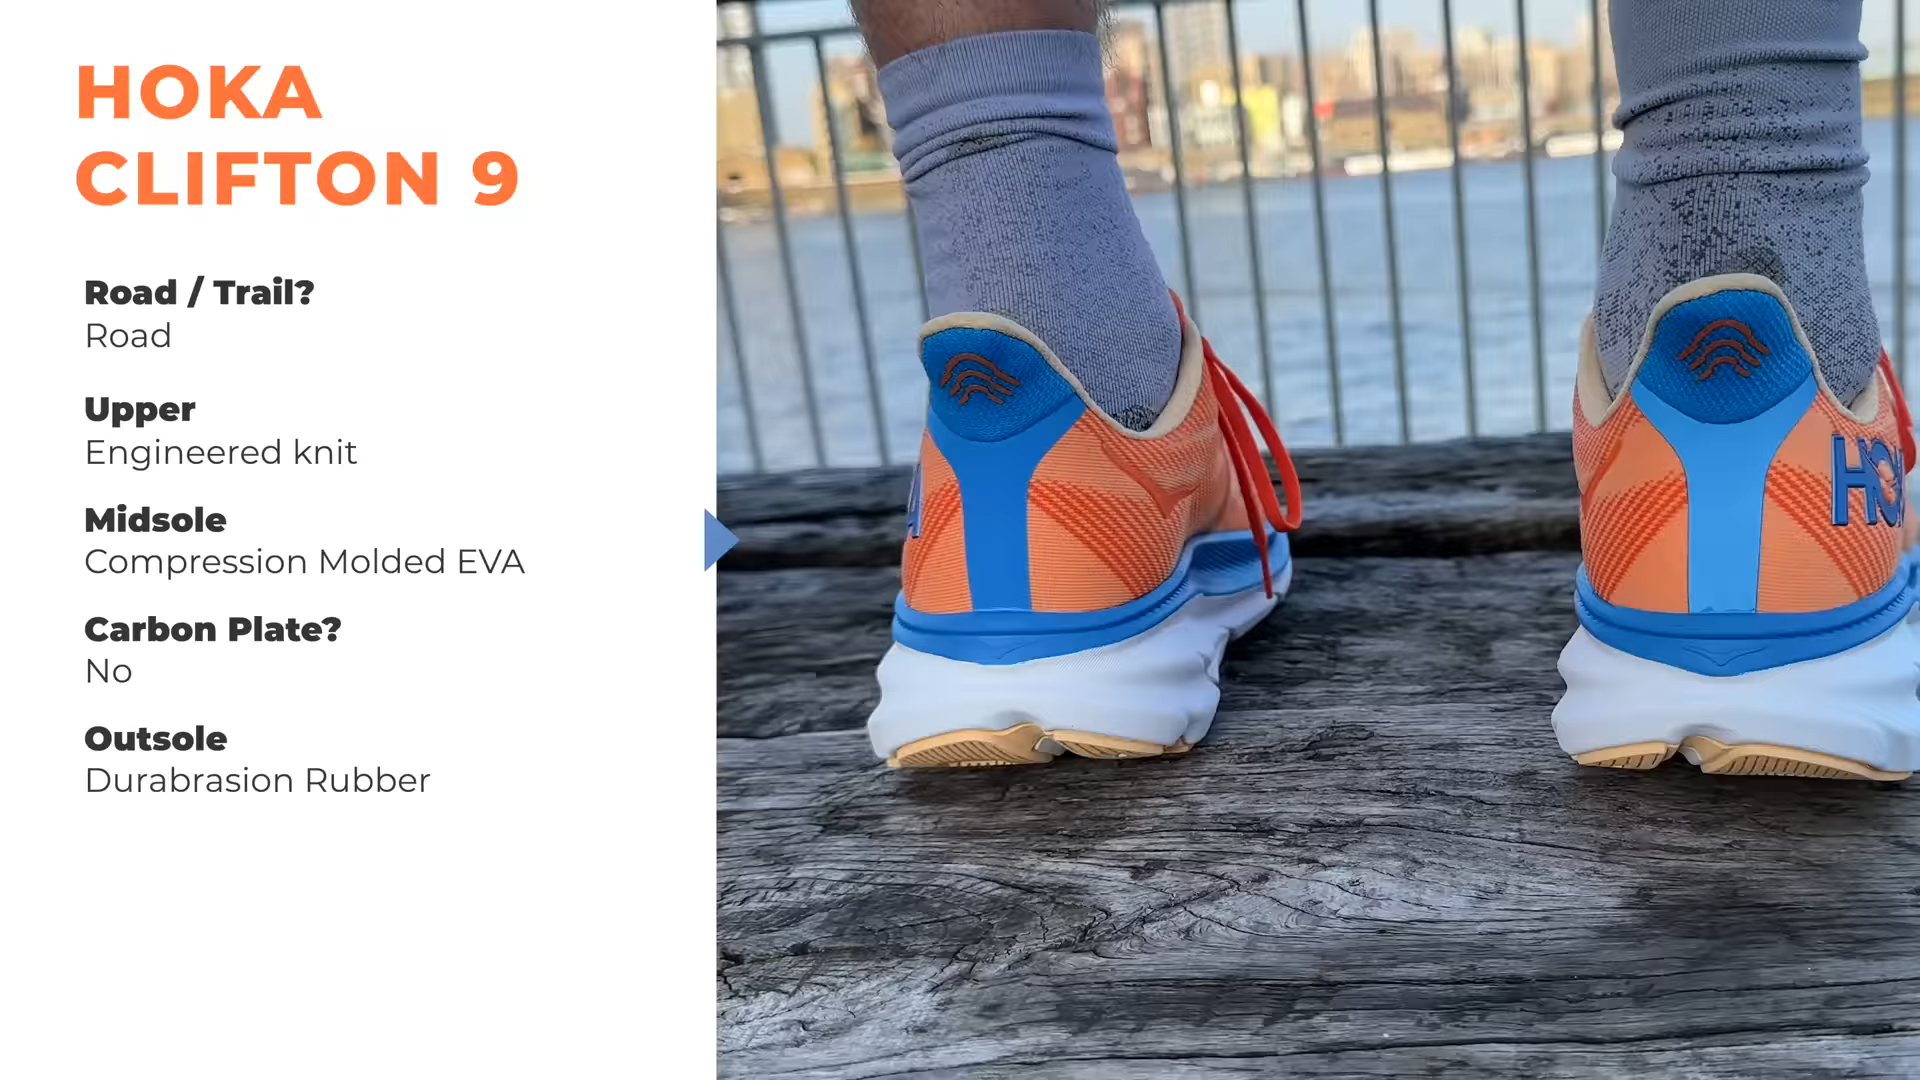 HOKA
CLIFTON 9
Road / Trail?
Road
Upper
Engineered knit
Midsole
Compression Molded EVA
Carbon Plate?
No
Outsole
Durabrasion Rubber
HOK